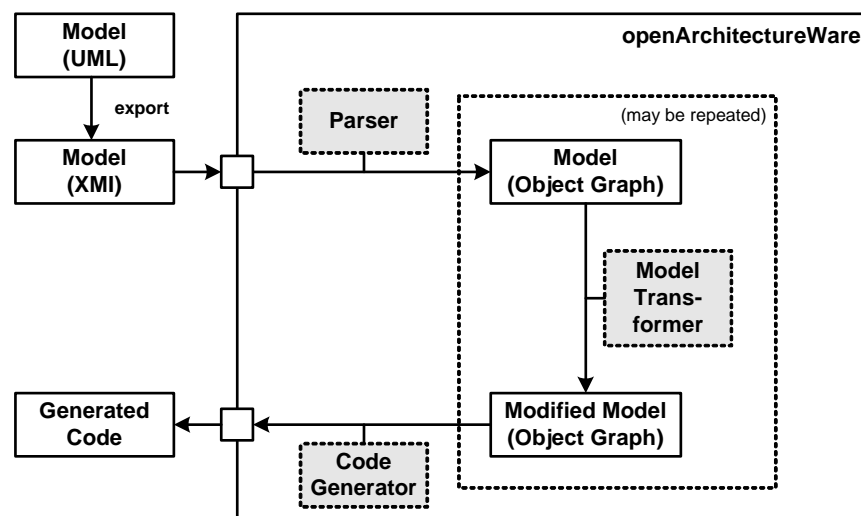 Model
(UML)
openArchitectureWare
export
Parser
(may be repeated)
Model
(XMI)
Model
(Object Graph)
Model
Trans-
former
Generated
Code
Modified Model
(Object Graph)
Code
Generator